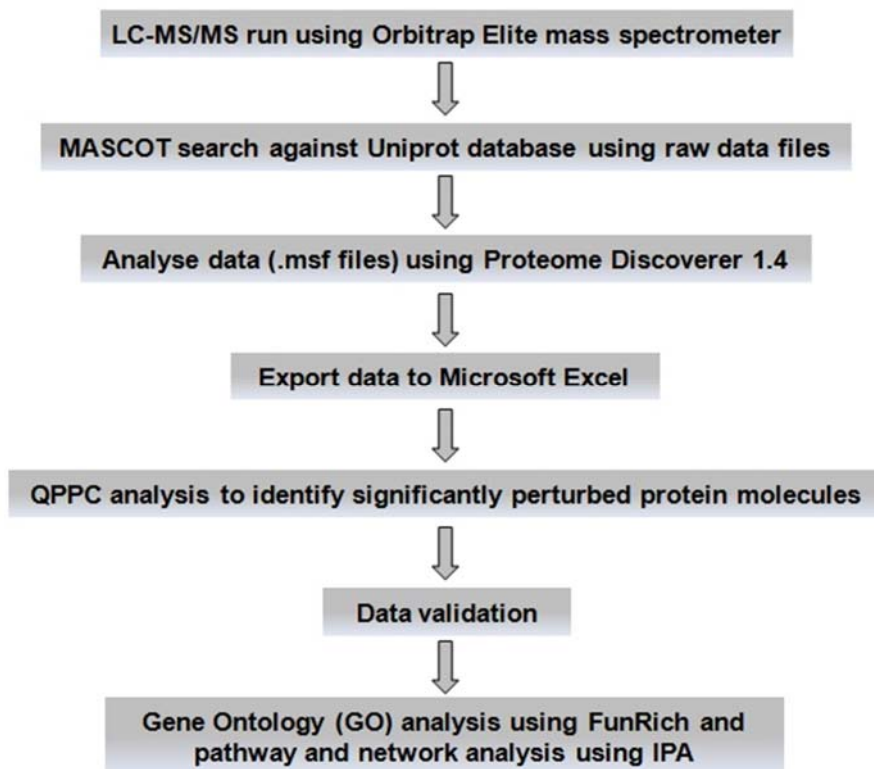 LC-MS/MS run using Orbitrap Elite mass spectrometer
MASCOT search against Uniprot database using raw data files
Analyse data (.msf files) using Proteome Discoverer 1.4
Export data to Microsoft Excel
QPPC analysis to identify significantly perturbed protein molecules
Data validation
Gene Ontology (GO) analysis using FunRich and
pathway and network analysis using IPA